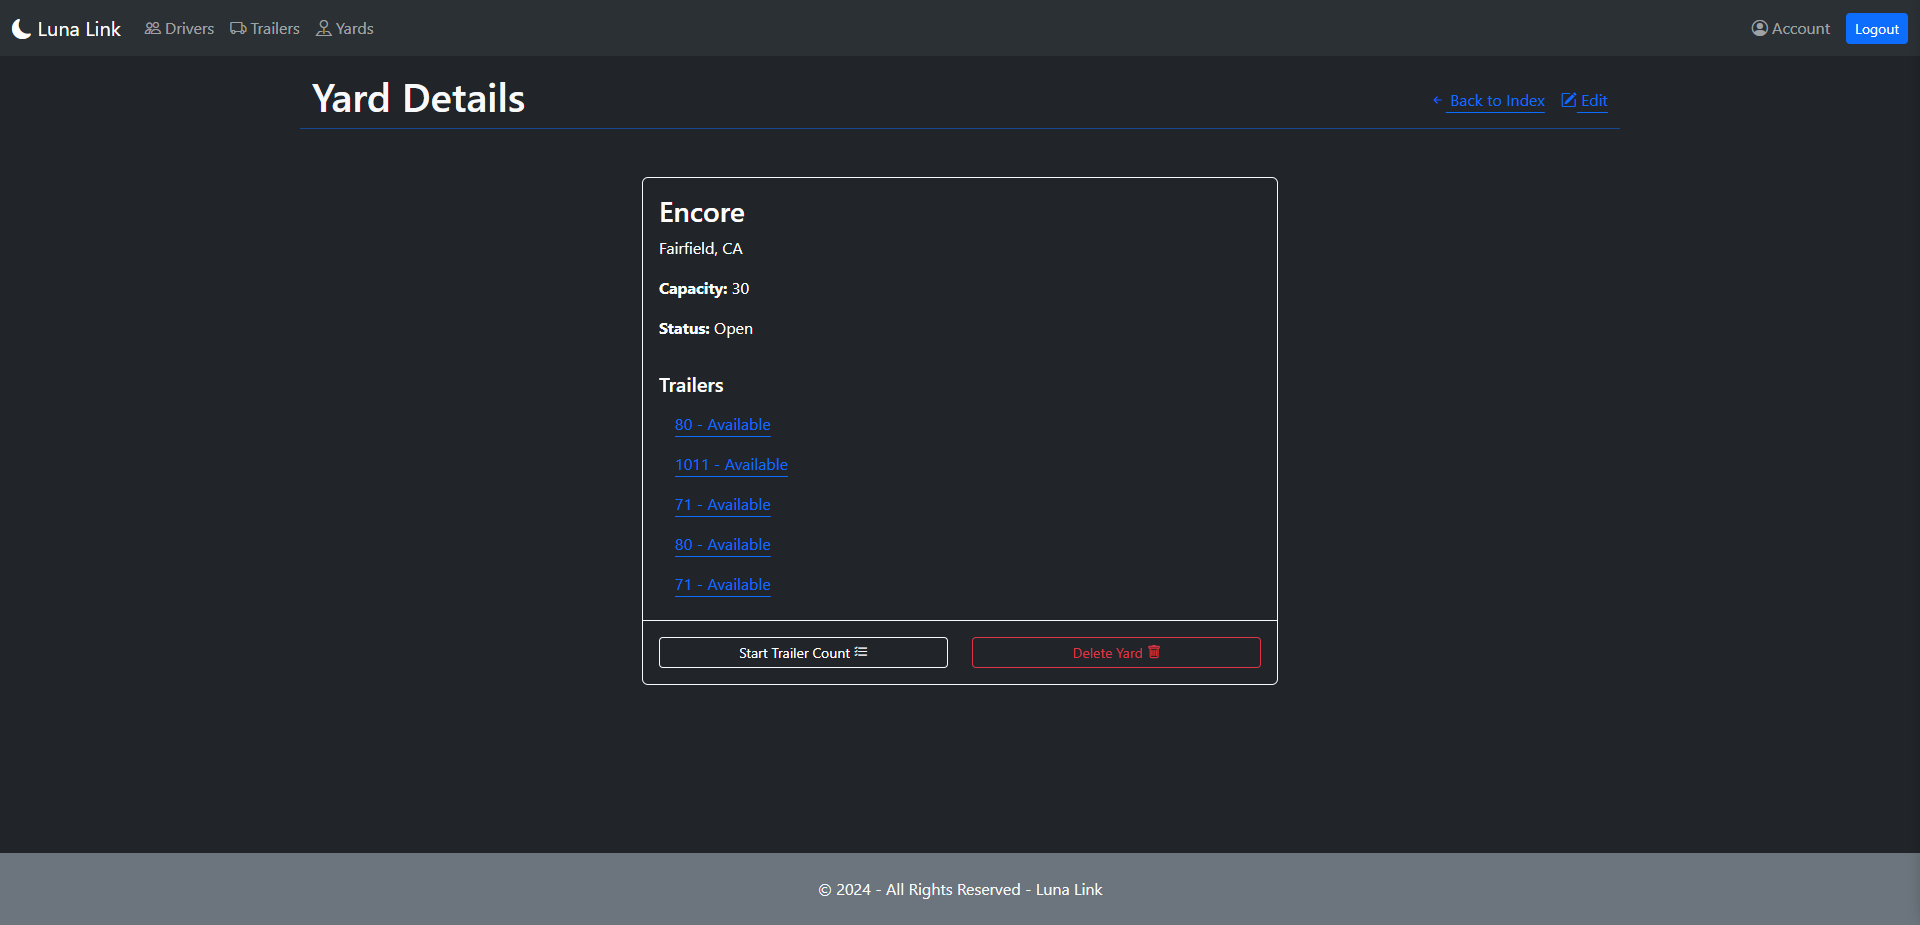 Luna Link Drivers Trailers Yards Account Logout
Yard Details
Back to Index Edit
Encore
Fairfield, CA
Capacity: 30
Status: Open
Trailers
80 - Available
1011 - Available
71 - Available
80 - Available
71 - Available
Start Trailer Count Delete Yard
© 2024 - All Rights Reserved - Luna Link